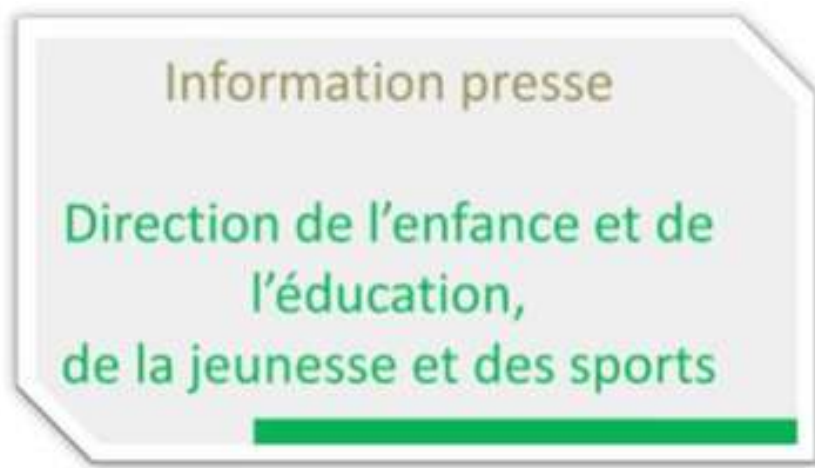 Information presse
Direction de l’enfance et de
l’éducation,
de la jeunesse et des sports